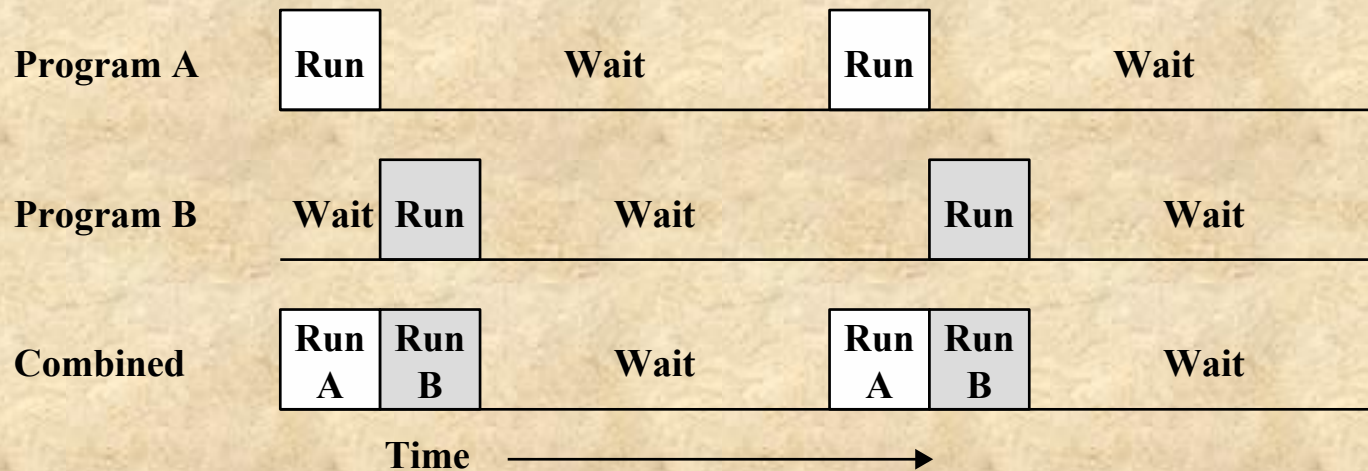 Program A Run Wait Run Wait
Program B Wait Run Wait Run Wait
Combined Run A Run B Wait Run A Run B Wait
Time